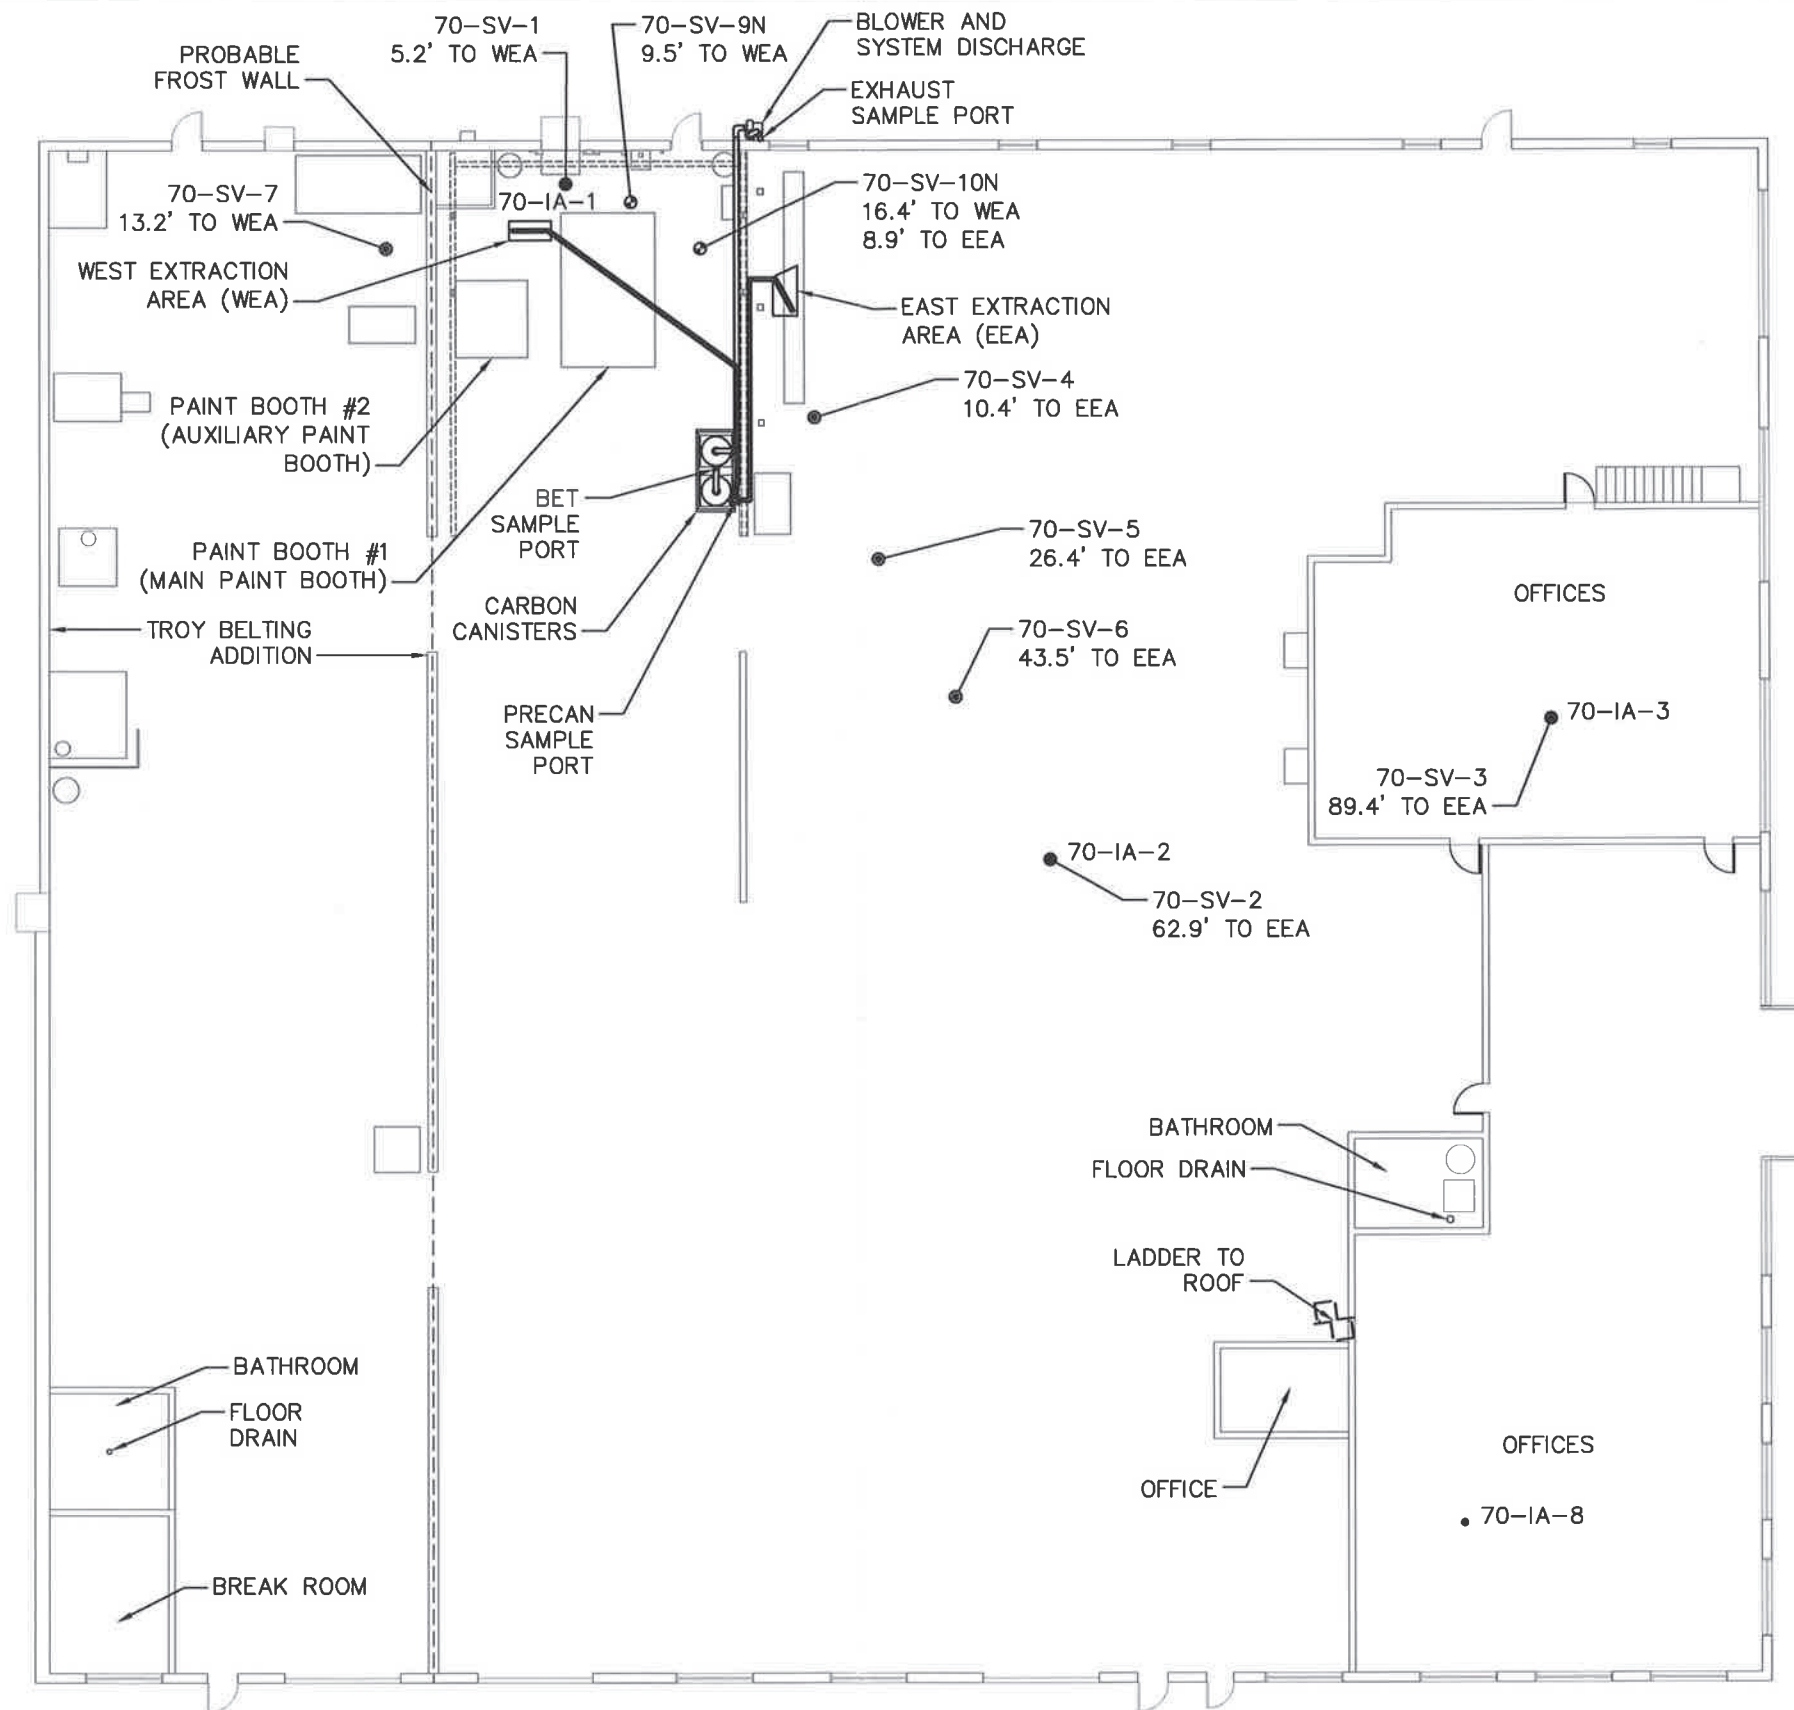 70-SV-1
5.2' TO WEA
70-SV-9N
9.5' TO WEA
BLOWER AND
SYSTEM DISCHARGE
PROBABLE
FROST WALL
EXHAUST
SAMPLE PORT
70-SV-7
13.2' TO WEA
70-IA-1
70-SV-10N
16.4' TO WEA
8.9' TO EEA
WEST EXTRACTION
AREA (WEA)
EAST EXTRACTION
AREA (EEA)
70-SV-4
10.4' TO EEA
PAINT BOOTH #2
(AUXILIARY PAINT
BOOTH)
BET
SAMPLE
PORT
70-SV-5
26.4' TO EEA
PAINT BOOTH #1
(MAIN PAINT BOOTH)
OFFICES
CARBON
CANISTERS
TROY BELTING
ADDITION
70-SV-6
43.5' TO EEA
PRECAN
SAMPLE
PORT
70-IA-3
70-SV-3
89.4' TO EEA
70-IA-2
70-SV-2
62.9' TO EEA
BATHROOM
FLOOR DRAIN
LADDER TO
ROOF
BATHROOM
FLOOR
DRAIN
OFFICES
OFFICE
70-IA-8
BREAK ROOM